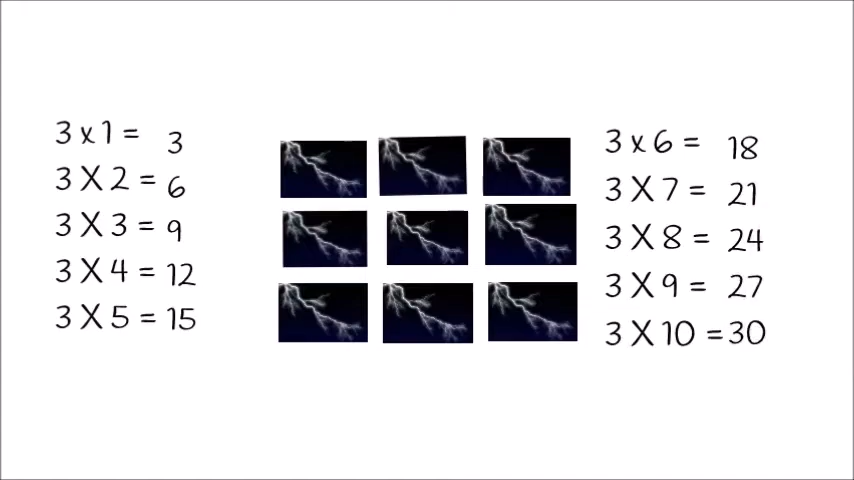 3 x 1 = 3
3 X 2 = 6
3 X 3 = 9
3 X 4 = 12
3 X 5 = 15
3 x 6 = 18
3 X 7 = 21
3 X 8 = 24
3 X 9 = 27
3 X 10 = 30